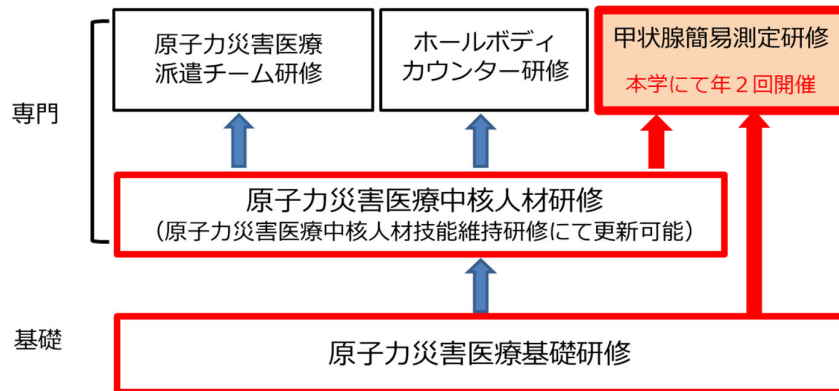 専門
原子力災害医療
派遣チーム研修
ホールボディ
カウンター研修
甲状腺簡易測定研修
本学にて年２回開催
原子力災害医療中核人材研修
（原子力災害医療中核人材技能維持研修にて更新可能）
基礎
原子力災害医療基礎研修